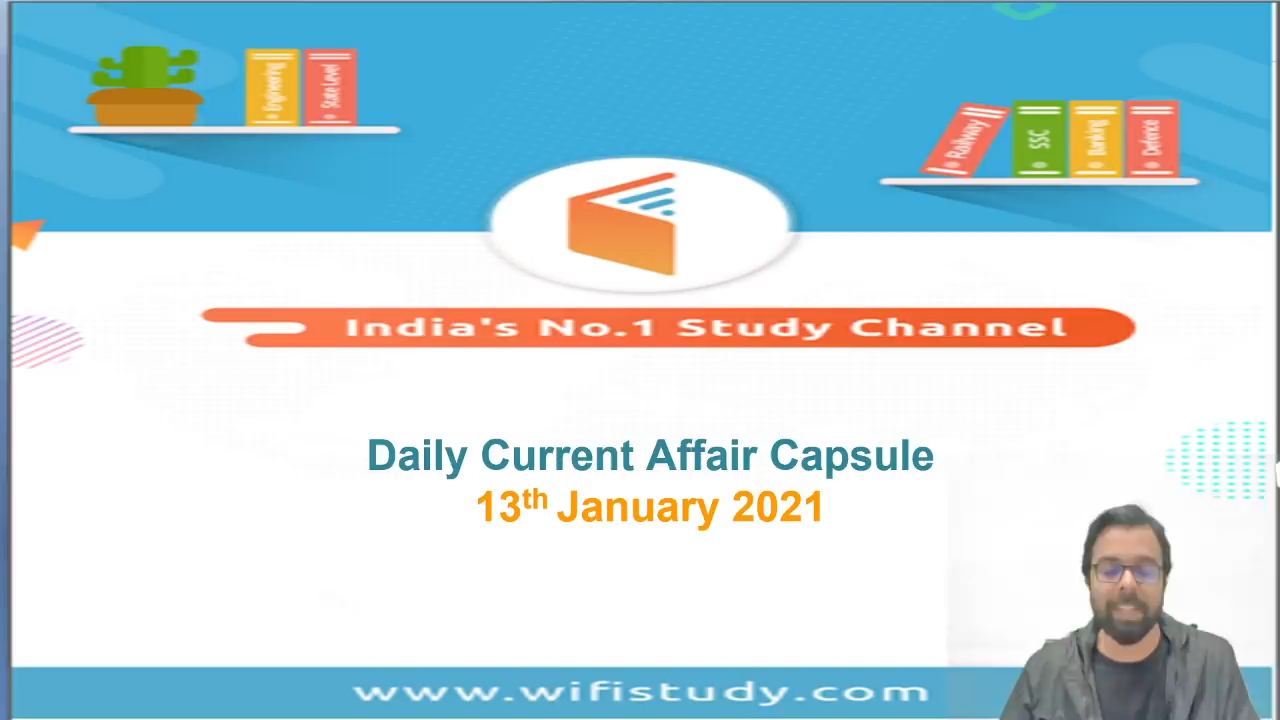 Engineering
State Level
Railway
SSC
Banking
Defence
India's No.1 Study Channel
Daily Current Affair Capsule
13th January 2021
www.wifistudy.com